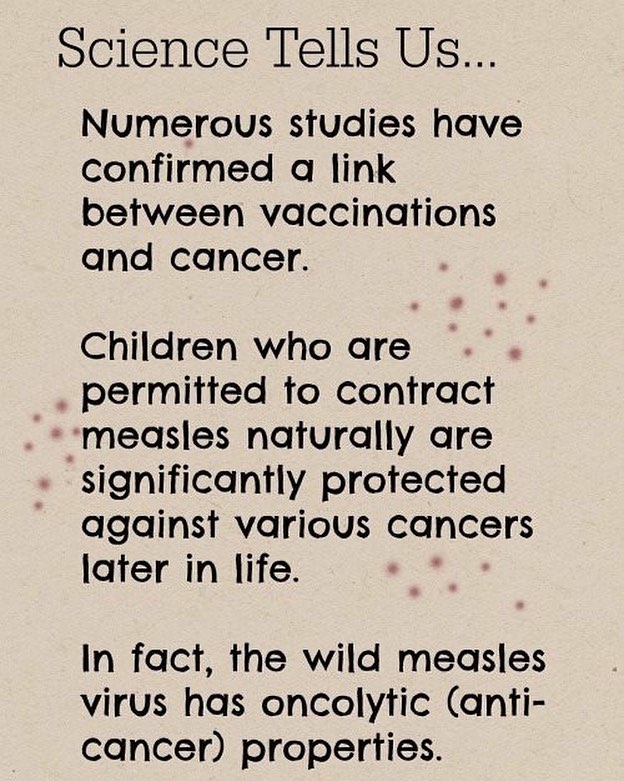 Science Tells Us...
Numerous studies have
confirmed a link
between vaccinations
and cancer.
Children who are
permitted to contract
measles naturally are
significantly protected
against various cancers
later in life.
In fact, the wild measles
virus has oncolytic (anti-
cancer) properties.